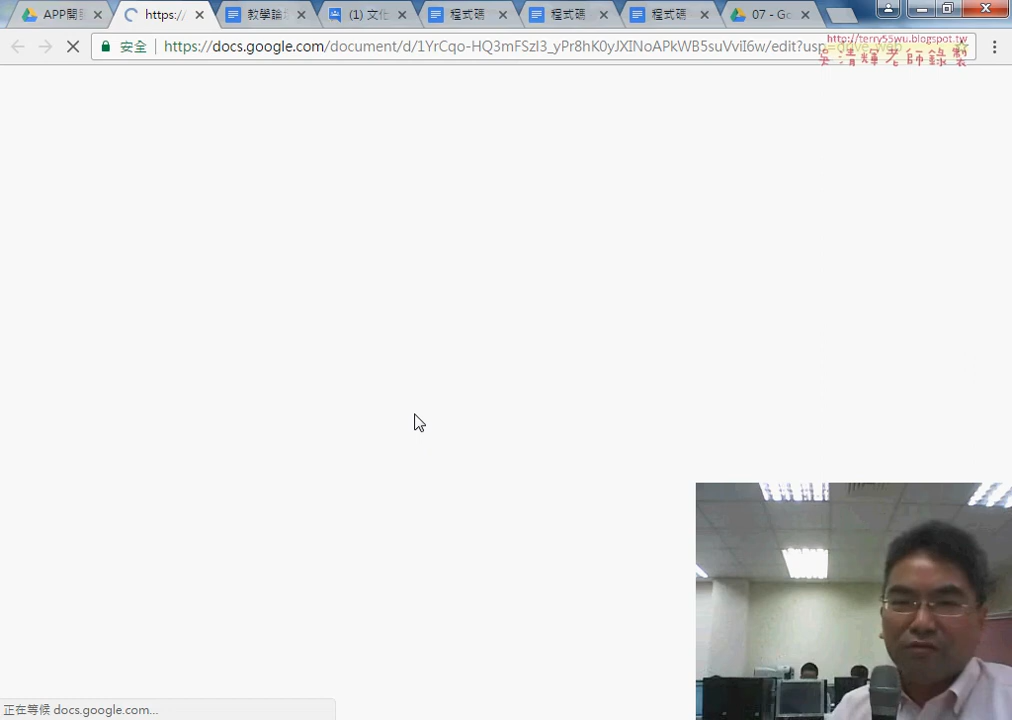 APP開
https:/
教學論
(1) 文化
程式碼
程式碼
程式碼
07 - Go
安全 https://docs.google.com/document/d/1YrCqo-HQ3mFSzI3_yPr8hK0yJXINoAPkWB5suVviI6w/edit?usp=drive_web
http://terry55wu.blogspot.tw
吳清輝老師錄製
正在等候 docs.google.com...